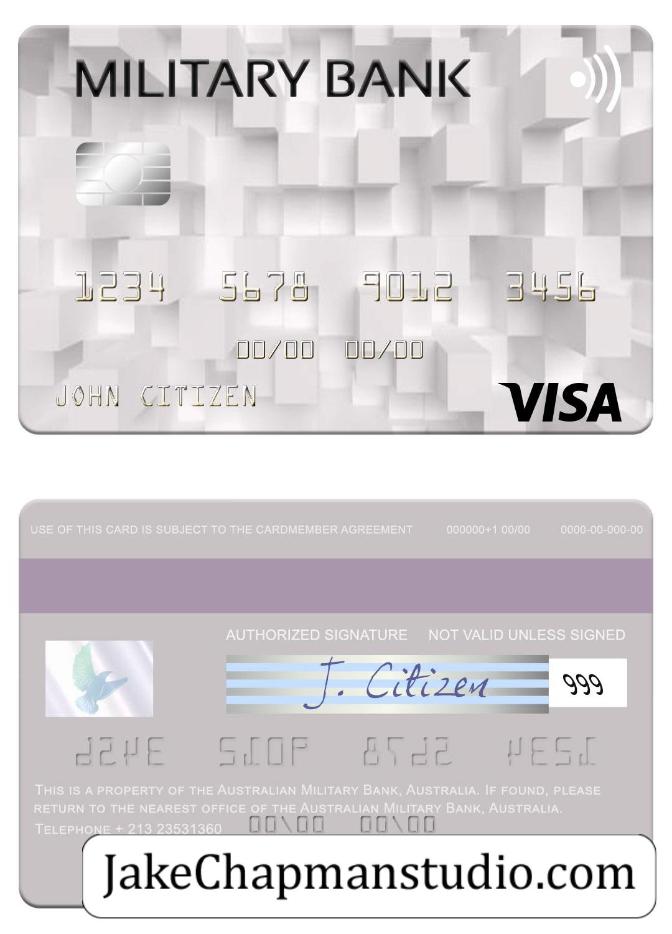 MILITARY BANK
1234 5678 9012 3456
00/00 00/00
JOHN CITIZEN
VISA
USE OF THIS CARD IS SUBJECT TO THE CARDMEMBER AGREEMENT 000000+1 00/00 0000-00-000-00
AUTHORIZED SIGNATURE NOT VALID UNLESS SIGNED
J. Citizen 999
THIS IS A PROPERTY OF THE AUSTRALIAN MILITARY BANK, AUSTRALIA. IF FOUND, PLEASE
RETURN TO THE NEAREST OFFICE OF THE AUSTRALIAN MILITARY BANK, AUSTRALIA.
TELEPHONE + 213 23531360 00\00 00\00
JakeChapmanstudio.com